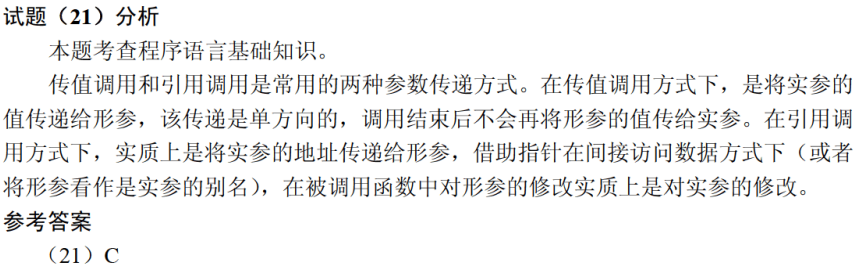 试题（21）分析
本题考查程序语言基础知识。
传值调用和引用调用是常用的两种参数传递方式。在传值调用方式下，是将实参的
值传递给形参，该传递是单方向的，调用结束后不会再将形参的值传给实参。在引用调
用方式下，实质上是将实参的地址传递给形参，借助指针在间接访问数据方式下（或者
将形参看作是实参的别名），在被调用函数中对形参的修改实质上是对实参的修改。
参考答案
（21）C